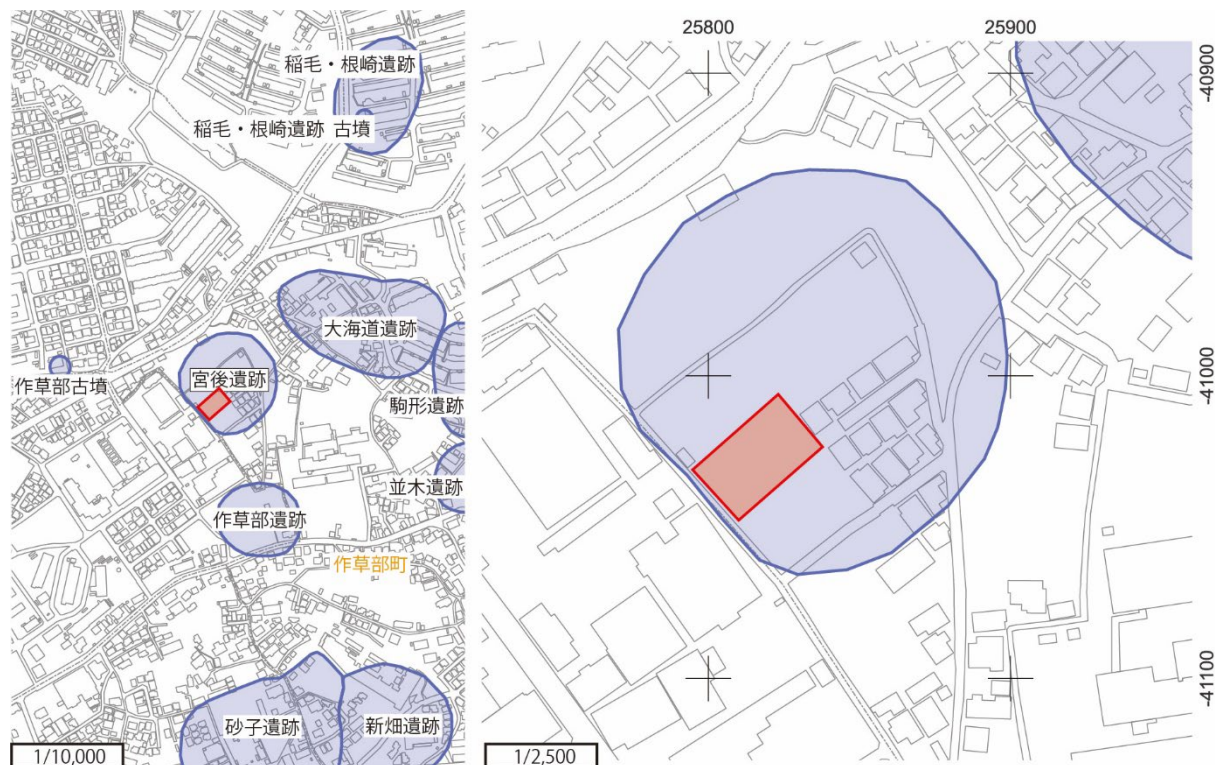 稲毛・根崎遺跡
稲毛・根崎遺跡 古墳
大海道遺跡
作草部古墳
宮後遺跡
駒形遺跡
並木遺跡
作草部遺跡
作草部町
砂子遺跡
新畑遺跡
1/10,000
25800
25900
-40900
-41000
-41100
1/2,500